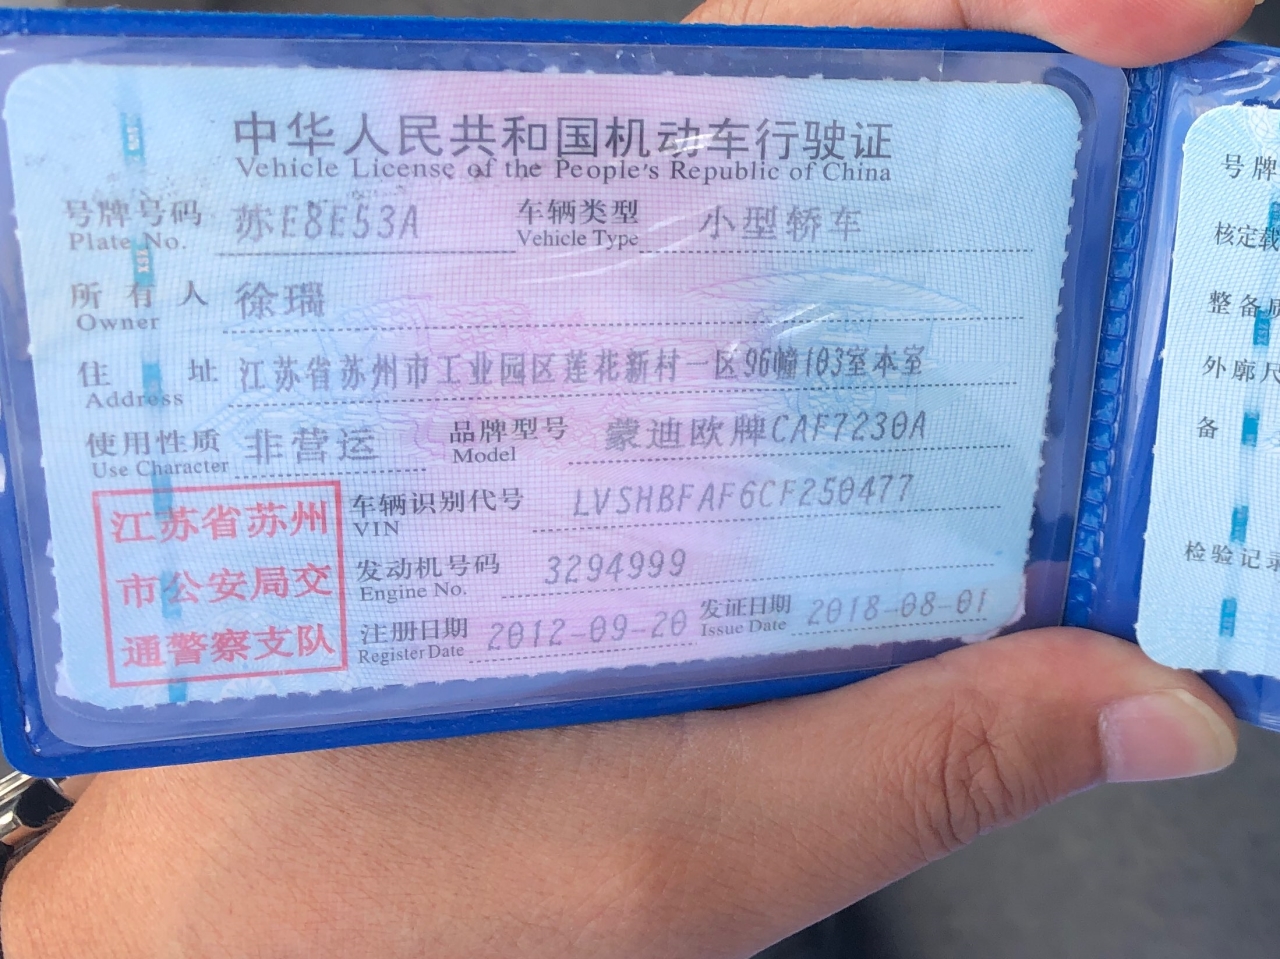 中华人民共和国机动车行驶证
Vehicle License of the People's Republic of China
号牌号码 苏E8E53A 车辆类型 小型轿车
Plate No. Vehicle Type
所有人 徐瑞
Owner
住址 江苏省苏州市工业园区莲花新村一区96幢103室本室
Address
使用性质 非营运 品牌型号 蒙迪欧牌CAF7230A
Use Character Model
江苏省苏州
市公安局交
通警察支队
车辆识别代号 LVSHBFAF6CF250477
VIN
发动机号码 3294999
Engine No.
注册日期 2012-09-20 发证日期 2018-08-01
Register Date Issue Date
号牌
核定载
整备质
外廓尺
备
检验记录